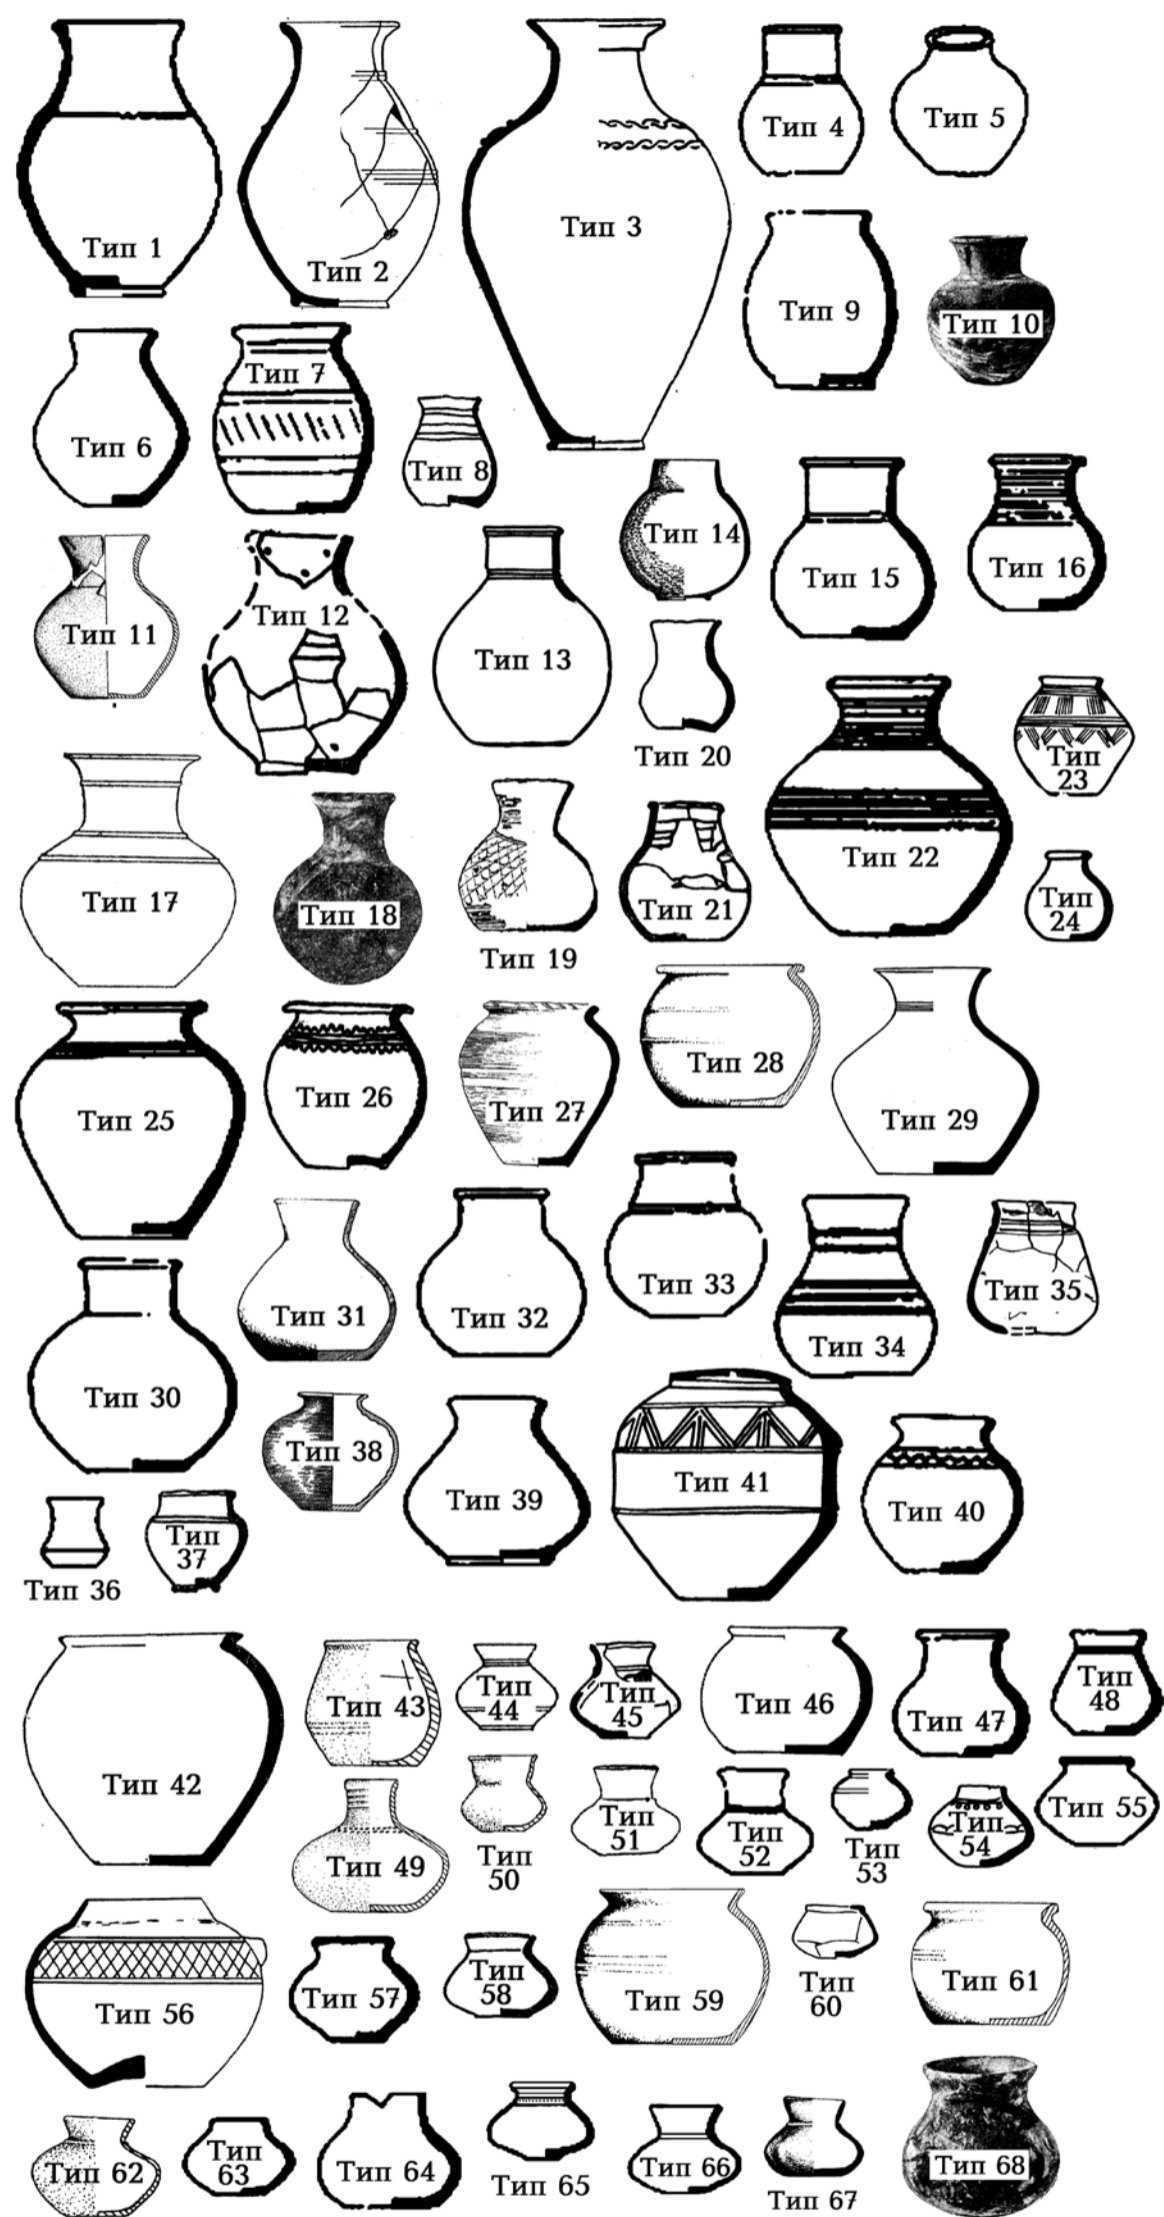 Тип 1
Тип 2
Тип 3
Тип 4
Тип 5
Тип 6
Тип 7
Тип 8
Тип 9
Тип 10
Тип 11
Тип 12
Тип 13
Тип 14
Тип 15
Тип 16
Тип 17
Тип 18
Тип 19
Тип 20
Тип 21
Тип 22
Тип
23
Тип
24
Тип 25
Тип 26
Тип 27
Тип 28
Тип 29
Тип 30
Тип 31
Тип 32
Тип 33
Тип 34
Тип 35
Тип 36
Тип
37
Тип 38
Тип 39
Тип 41
Тип 40
Тип 42
Тип 43
Тип
44
Тип
45
Тип 46
Тип 47
Тип
48
Тип 49
Тип
50
Тип
51
Тип
52
Тип
53
Тип
54
Тип 55
Тип 56
Тип 57
Тип
58
Тип 59
Тип
60
Тип 61
Тип 62
Тип
63
Тип 64
Тип 65
Тип 66
Тип 67
Тип 68